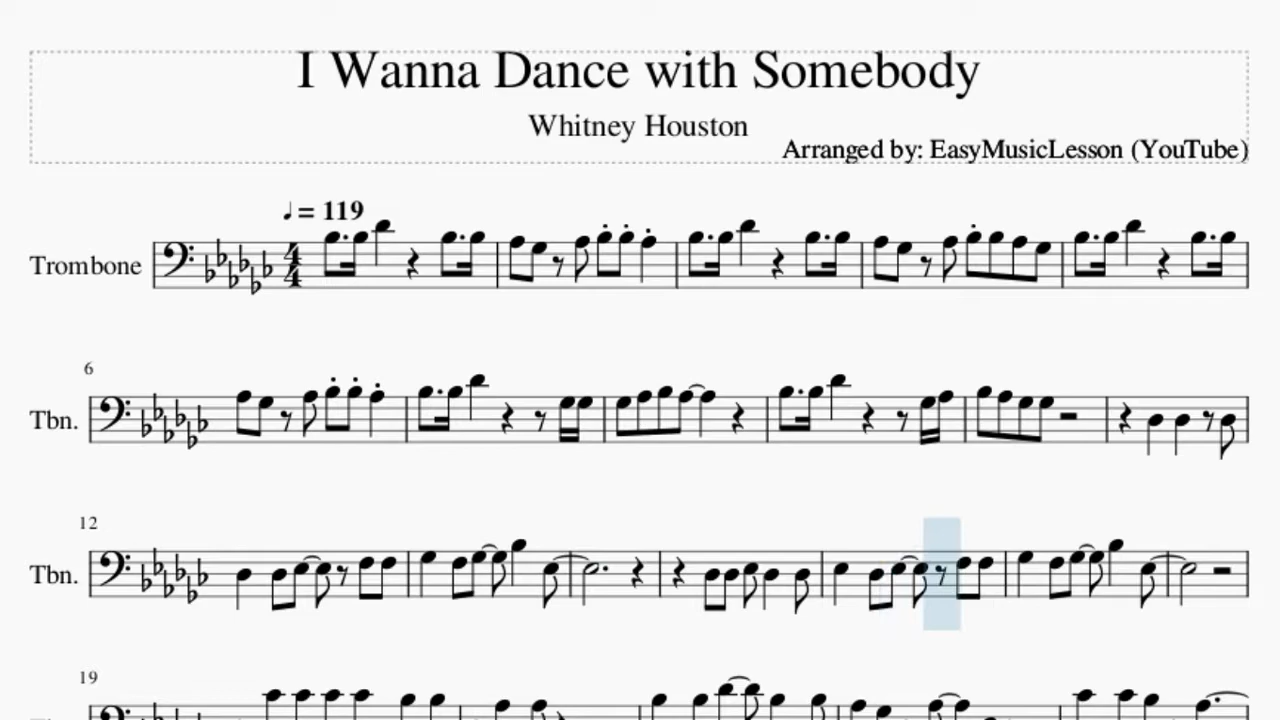 I Wanna Dance with Somebody
Whitney Houston
Arranged by: EasyMusicLesson (YouTube)
♩ = 119
Trombone
6
Tbn.
12
Tbn.
19